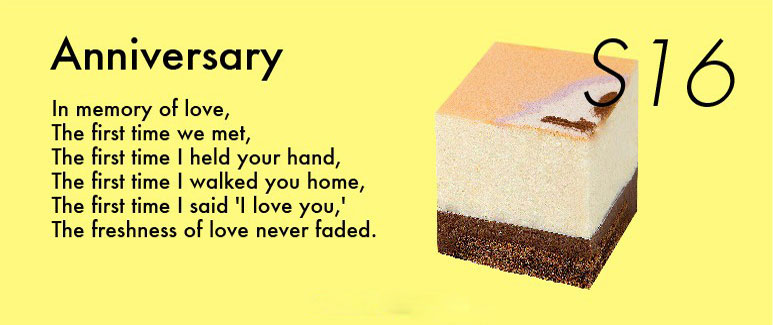 Anniversary
S16
In memory of love,
The first time we met,
The first time I held your hand,
The first time I walked you home,
The first time I said 'I love you,'
The freshness of love never faded.